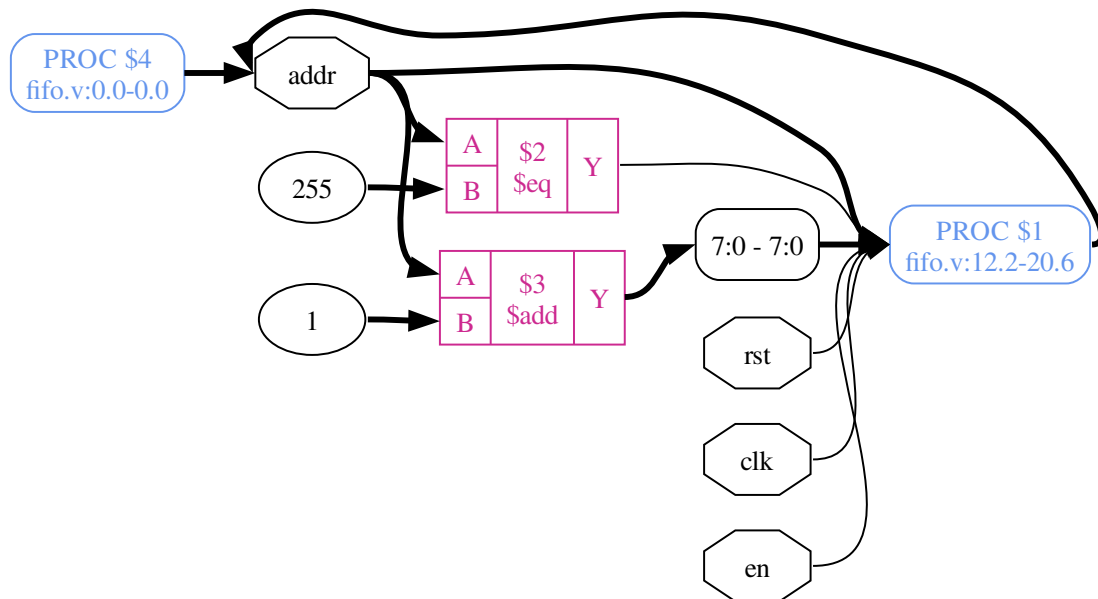 PROC $4
fifo.v:0.0-0.0
addr
255
1
A
B
$2
$eq
Y
A
B
$3
$add
Y
7:0 - 7:0
rst
clk
en
PROC $1
fifo.v:12.2-20.6